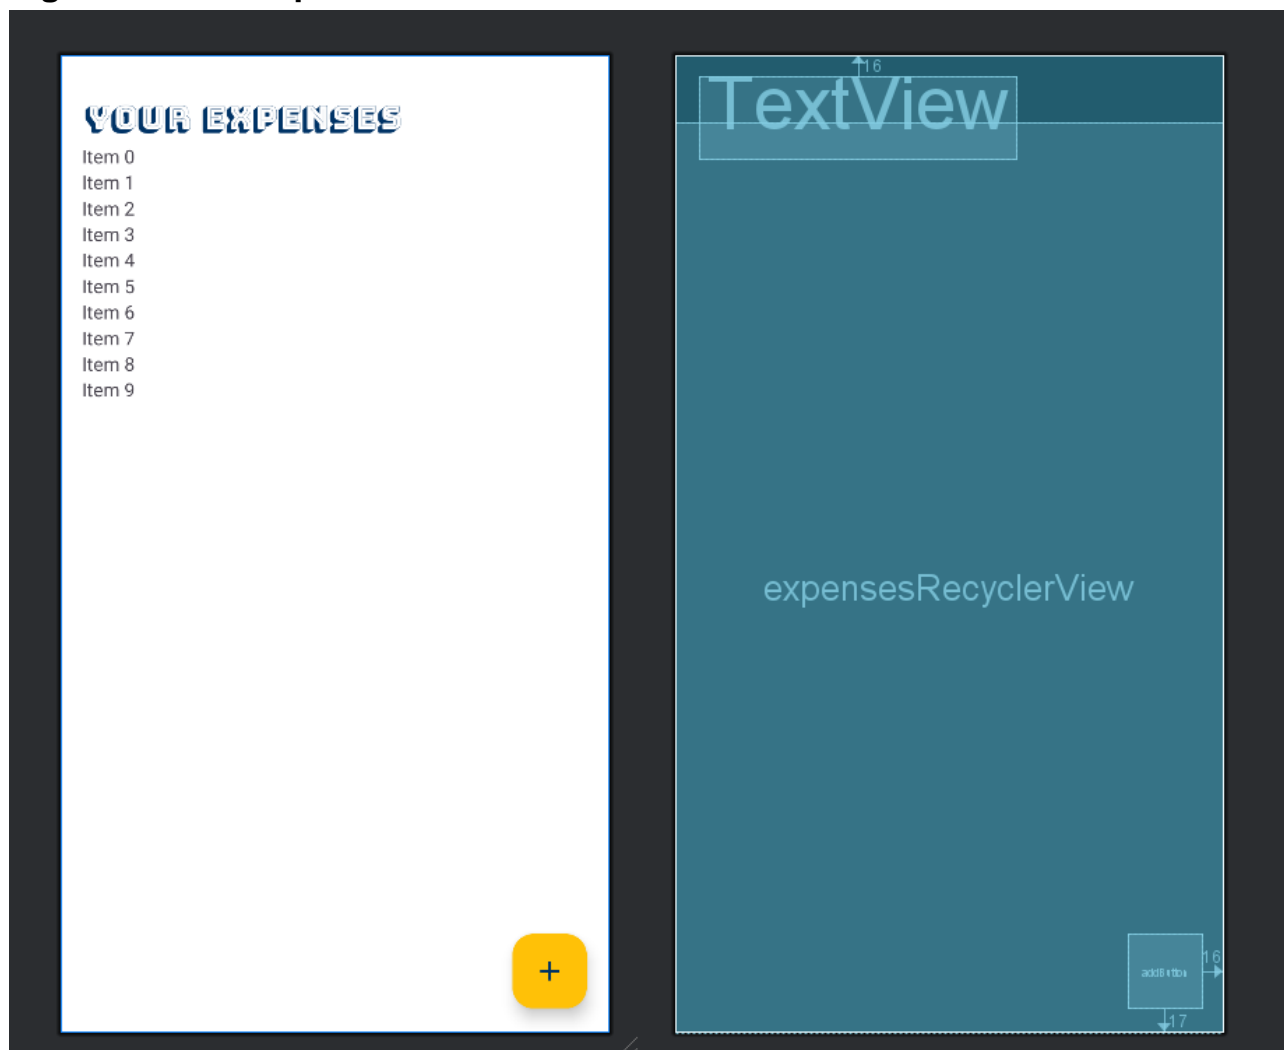 YOUR EXPENSES
Item 0
Item 1
Item 2
Item 3
Item 4
Item 5
Item 6
Item 7
Item 8
Item 9
+
16
TextView
expensesRecyclerView
addButton
16
17